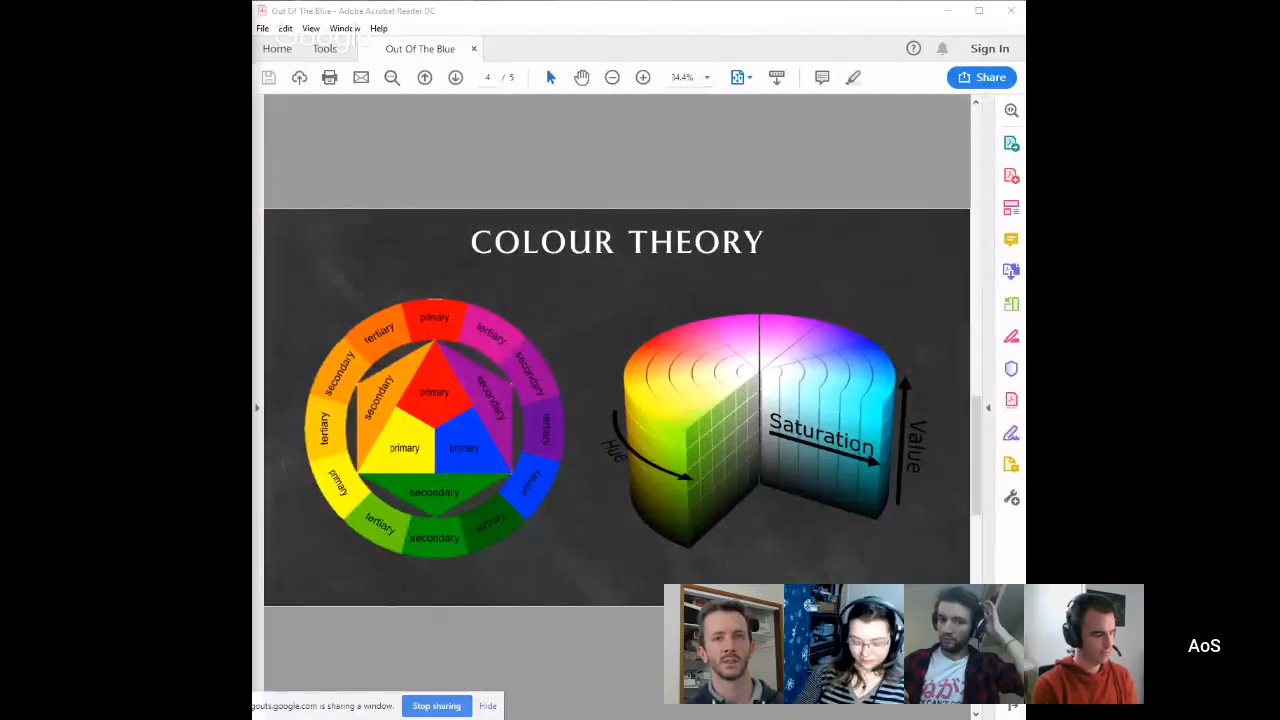 Out Of The Blue - Adobe Acrobat Reader DC
File Edit View Window Help
Google
Home Tools Out Of The Blue × Sign In
4 / 5 34.4% Share
COLOUR THEORY
primary
tertiary
tertiary
secondary
secondary
primary
secondary
secondary
tertiary
tertiary
primary
primary
primary
primary
secondary
tertiary
tertiary
secondary
Hue
Saturation
Value
AoS
gouts.google.com is sharing a window. Stop sharing Hide